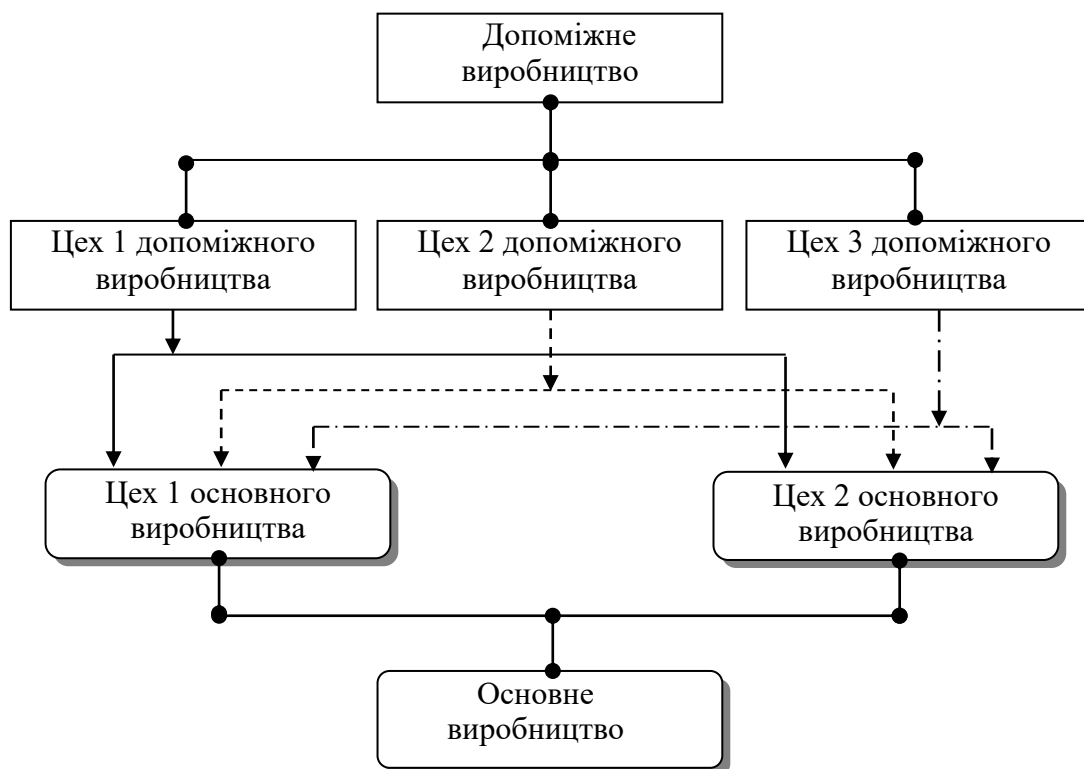 Допоміжне
виробництво
Цех 1 допоміжного
виробництва
Цех 2 допоміжного
виробництва
Цех 3 допоміжного
виробництва
Цех 1 основного
виробництва
Цех 2 основного
виробництва
Основне
виробництво